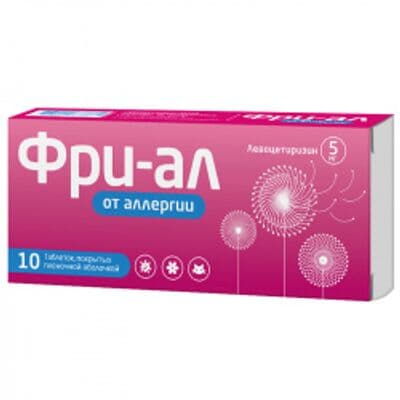 Фри-ал
от аллергии
Левоцетиризин 5 мг
10 таблеток, покрытых
пленочной оболочкой